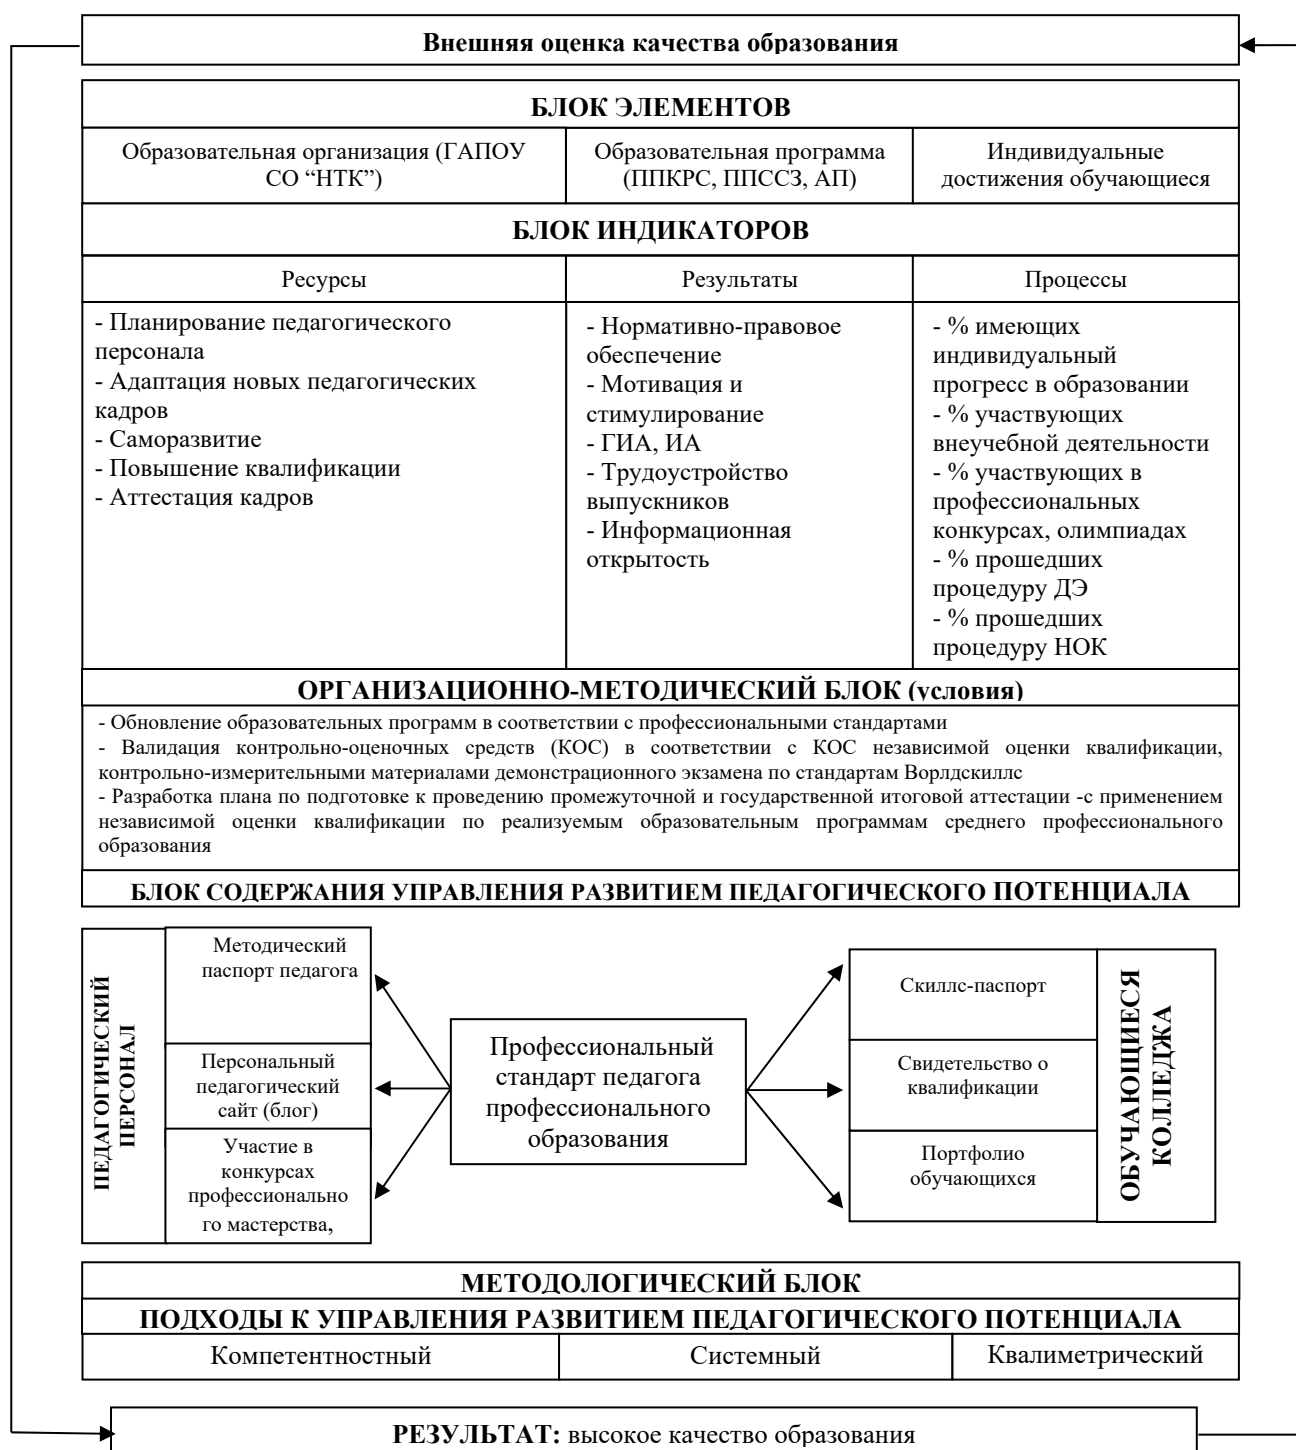 Внешняя оценка качества образования
БЛОК ЭЛЕМЕНТОВ
Образовательная организация (ГАПОУ
СО “НТК”)
Образовательная программа
(ППКРС, ППССЗ, АП)
Индивидуальные
достижения обучающиеся
БЛОК ИНДИКАТОРОВ
Ресурсы
Результаты
Процессы
- Планирование педагогического
персонала
- Адаптация новых педагогических
кадров
- Саморазвитие
- Повышение квалификации
- Аттестация кадров
- Нормативно-правовое
обеспечение
- Мотивация и
стимулирование
- ГИА, ИА
- Трудоустройство
выпускников
- Информационная
открытость
- % имеющих
индивидуальный
прогресс в образовании
- % участвующих
внеучебной деятельности
- % участвующих в
профессиональных
конкурсах, олимпиадах
- % прошедших
процедуру ДЭ
- % прошедших
процедуру НОК
ОРГАНИЗАЦИОННО-МЕТОДИЧЕСКИЙ БЛОК (условия)
- Обновление образовательных программ в соответствии с профессиональными стандартами
- Валидация контрольно-оценочных средств (КОС) в соответствии с КОС независимой оценки квалификации,
контрольно-измерительными материалами демонстрационного экзамена по стандартам Ворлдскиллс
- Разработка плана по подготовке к проведению промежуточной и государственной итоговой аттестации -с применением
независимой оценки квалификации по реализуемым образовательным программам среднего профессионального
образования
БЛОК СОДЕРЖАНИЯ УПРАВЛЕНИЯ РАЗВИТИЕМ ПЕДАГОГИЧЕСКОГО ПОТЕНЦИАЛА
ПЕДАГОГИЧЕСКИЙ
ПЕРСОНАЛ
Методический
паспорт педагога
Персональный
педагогический
сайт (блог)
Участие в
конкурсах
профессионально
го мастерства,
Профессиональный
стандарт педагога
профессионального
образования
Скиллс-паспорт
Свидетельство о
квалификации
Портфолио
обучающихся
ОБУЧАЮЩИЕСЯ
КОЛЛЕДЖА
МЕТОДОЛОГИЧЕСКИЙ БЛОК
ПОДХОДЫ К УПРАВЛЕНИЯ РАЗВИТИЕМ ПЕДАГОГИЧЕСКОГО ПОТЕНЦИАЛА
Компетентностный
Системный
Квалиметрический
РЕЗУЛЬТАТ: высокое качество образования